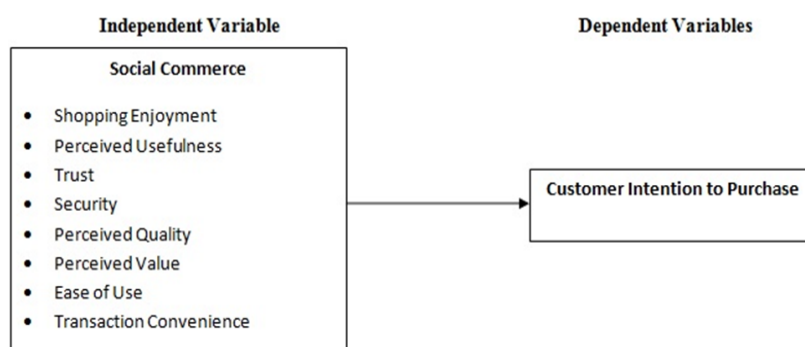 Independent Variable
Dependent Variables
Social Commerce
• Shopping Enjoyment
• Perceived Usefulness
• Trust
• Security
• Perceived Quality
• Perceived Value
• Ease of Use
• Transaction Convenience
Customer Intention to Purchase